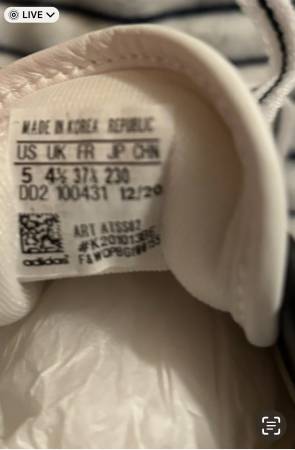 LIVE
MADE IN KOREA REPUBLIC
US UK FR JP CHN
5 4½ 37⅓ 230
DD2 100431 12/20
ART
adidas